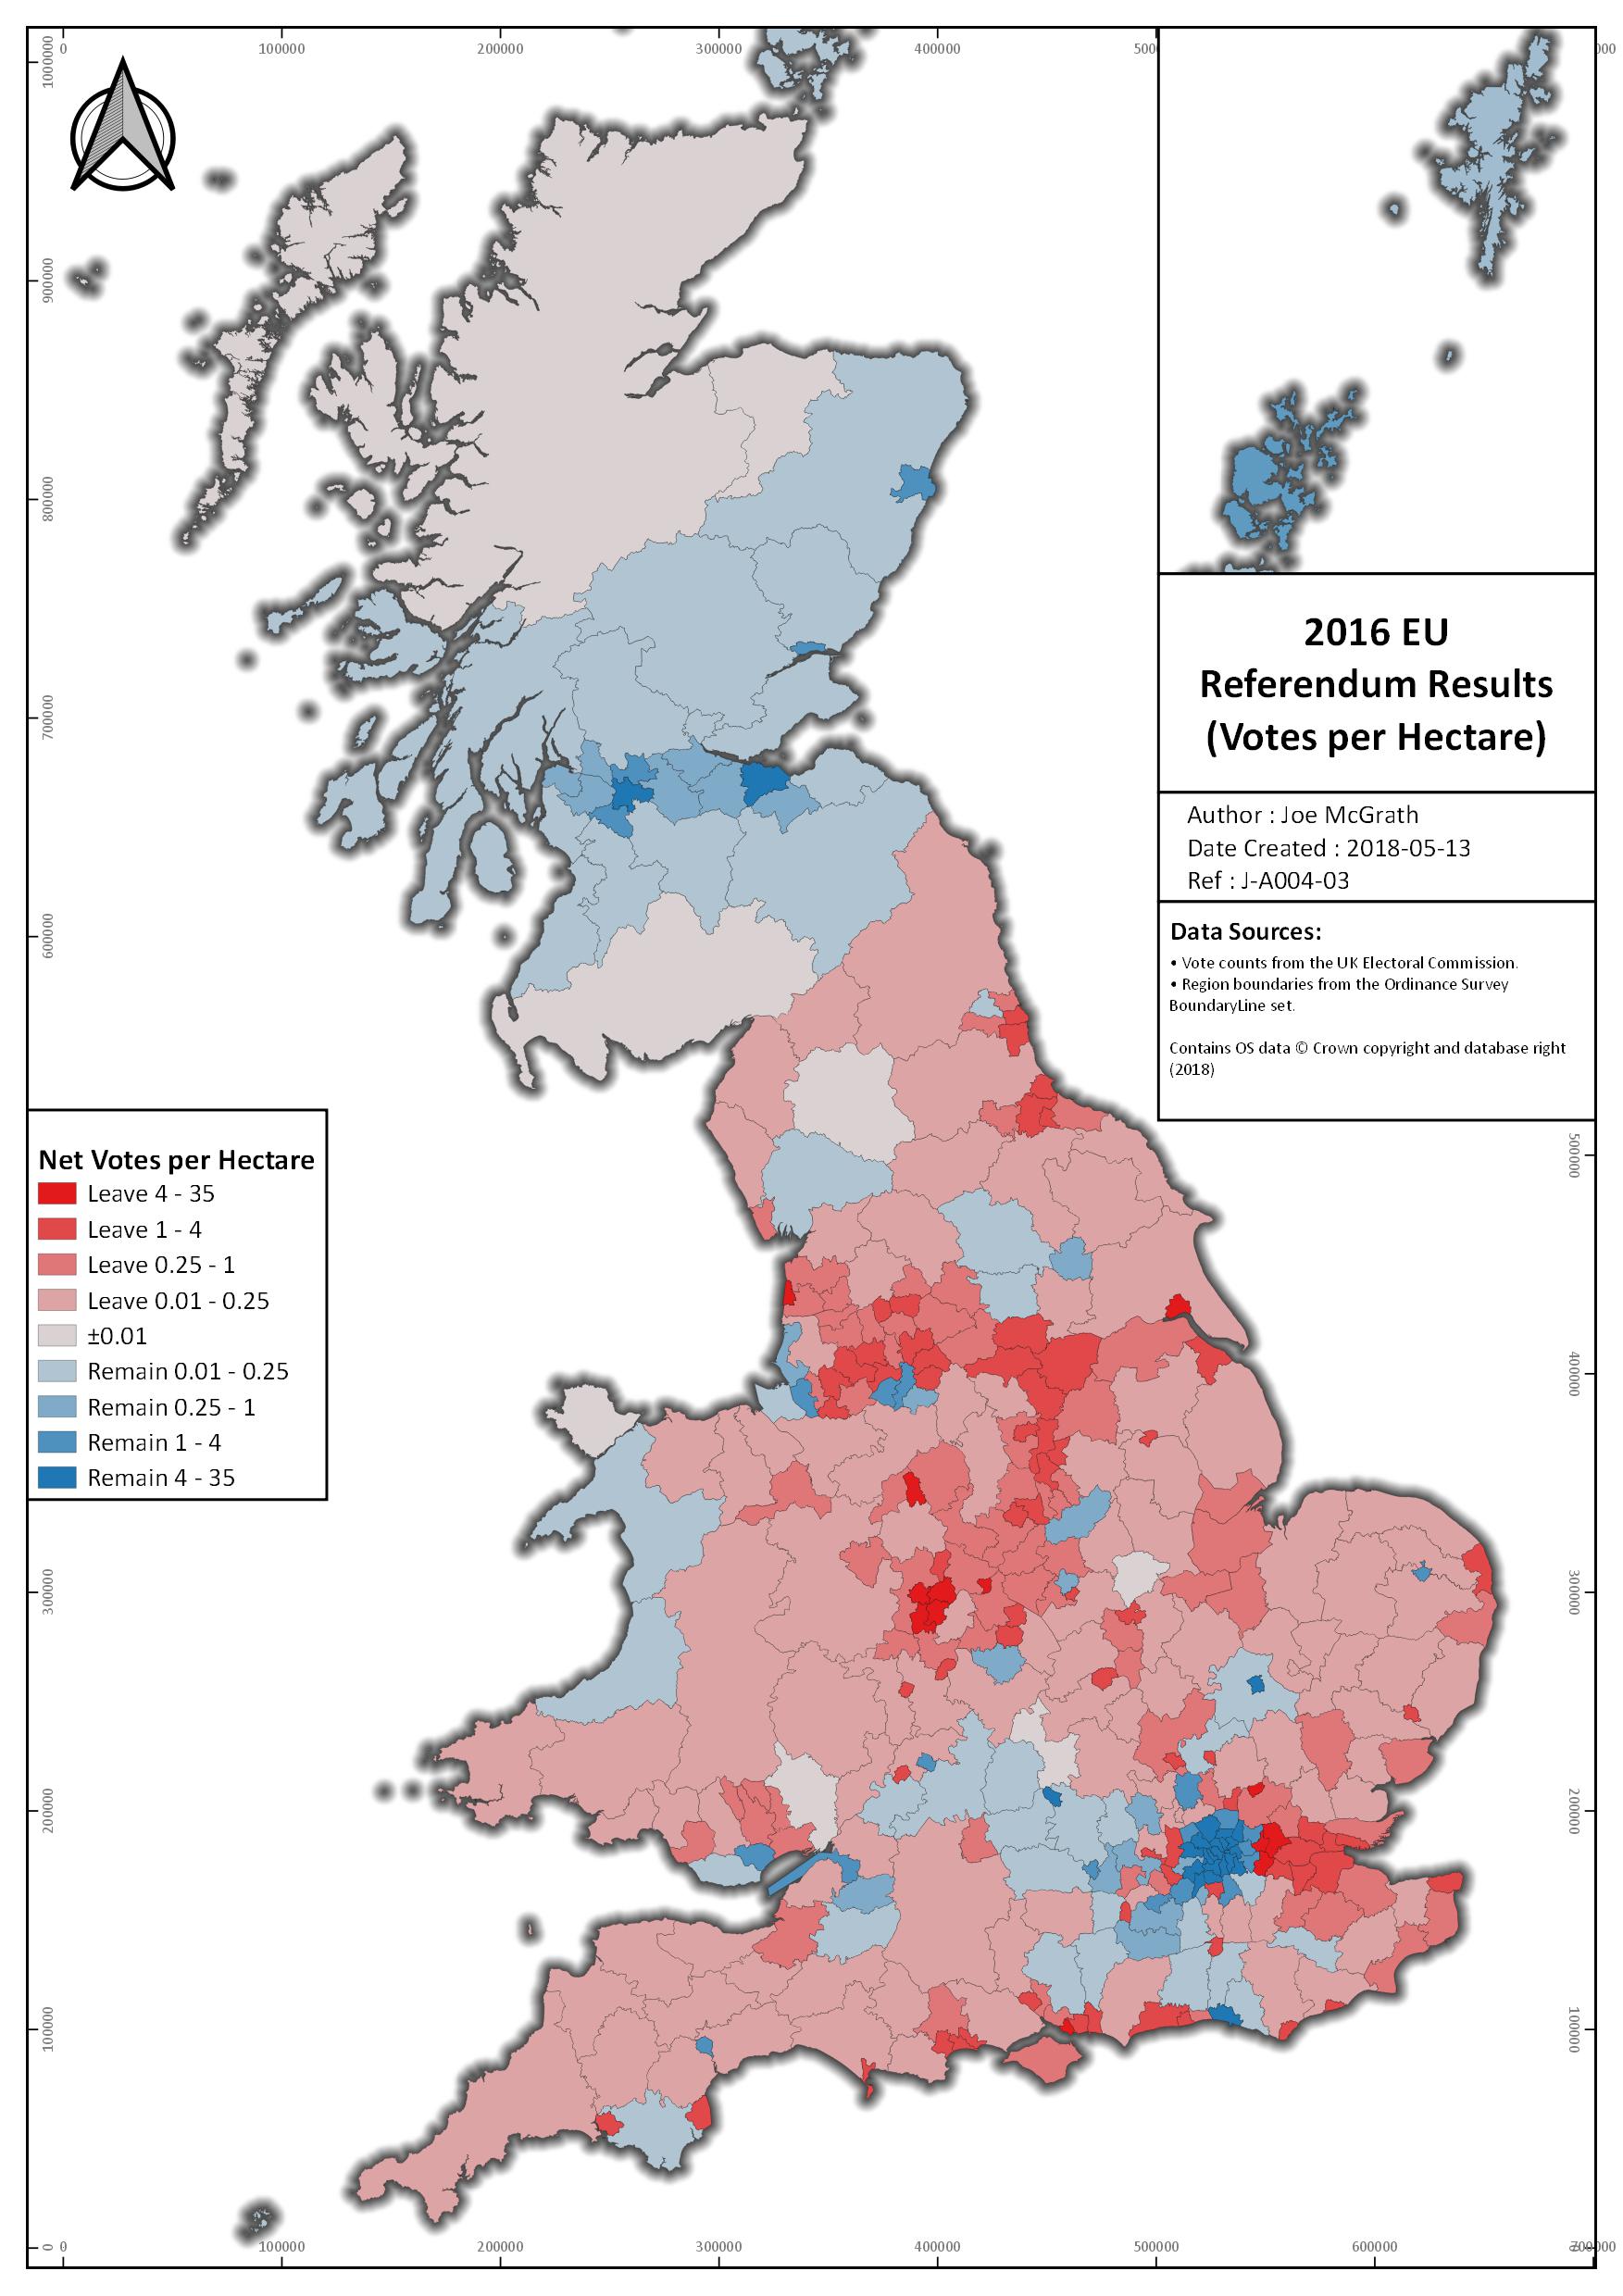 0 100000 200000 300000 400000 500 000
1000000
900000
800000
700000
600000
2016 EU
Referendum Results
(Votes per Hectare)
Author : Joe McGrath
Date Created : 2018-05-13
Ref : J-A004-03
Data Sources:
• Vote counts from the UK Electoral Commission.
• Region boundaries from the Ordinance Survey
BoundaryLine set.
Contains OS data © Crown copyright and database right
(2018)
Net Votes per Hectare
Leave 4 - 35
Leave 1 - 4
Leave 0.25 - 1
Leave 0.01 - 0.25
±0.01
Remain 0.01 - 0.25
Remain 0.25 - 1
Remain 1 - 4
Remain 4 - 35
300000
200000
100000
0
500000
400000
300000
200000
100000
0 100000 200000 300000 400000 500000 600000